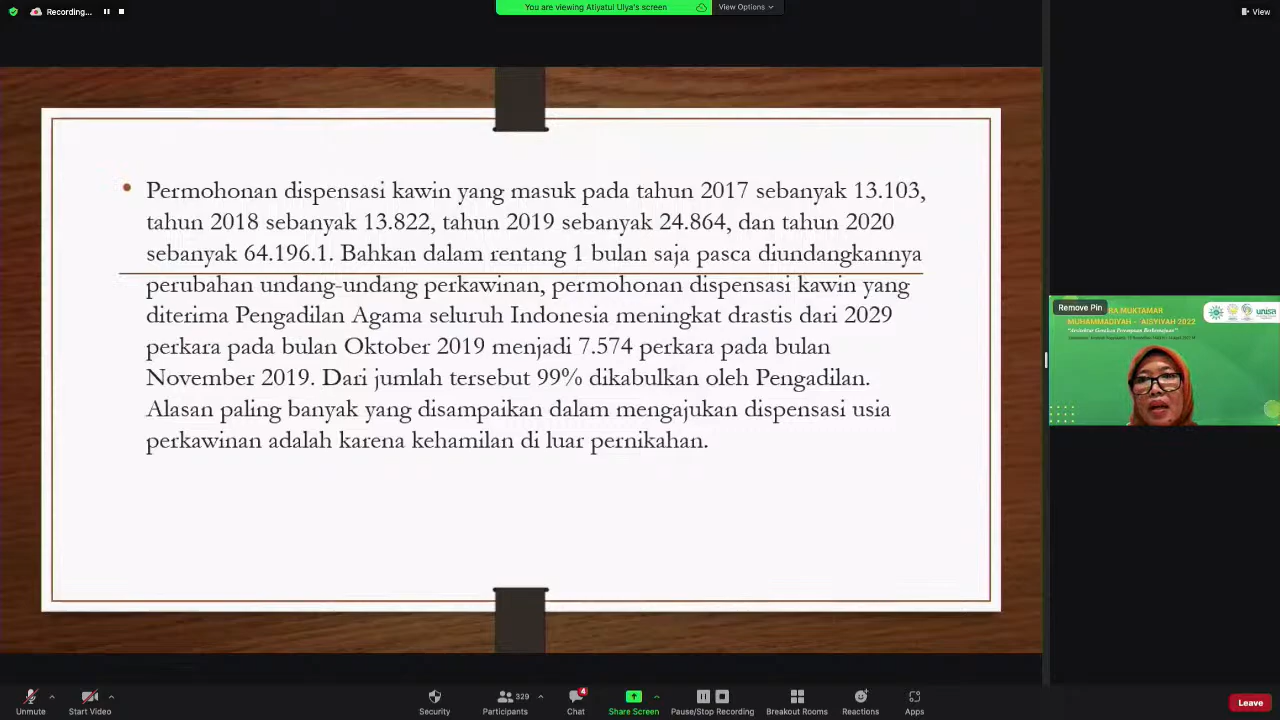 Recording...
You are viewing Atiyatul Ulya's screen
View Options
View
Permohonan dispensasi kawin yang masuk pada tahun 2017 sebanyak 13.103,
tahun 2018 sebanyak 13.822, tahun 2019 sebanyak 24.864, dan tahun 2020
sebanyak 64.196.1. Bahkan dalam rentang 1 bulan saja pasca diundangkannya
perubahan undang-undang perkawinan, permohonan dispensasi kawin yang
diterima Pengadilan Agama seluruh Indonesia meningkat drastis dari 2029
perkara pada bulan Oktober 2019 menjadi 7.574 perkara pada bulan
November 2019. Dari jumlah tersebut 99% dikabulkan oleh Pengadilan.
Alasan paling banyak yang disampaikan dalam mengajukan dispensasi usia
perkawinan adalah karena kehamilan di luar pernikahan.
Remove Pin
RA MUKTAMAR
MUHAMMADIYAH - 'AISYIYAH 2022
unisa
Unmute
Start Video
Security
329
Participants
4
Chat
Share Screen
Pause/Stop Recording
Breakout Rooms
Reactions
Apps
Leave